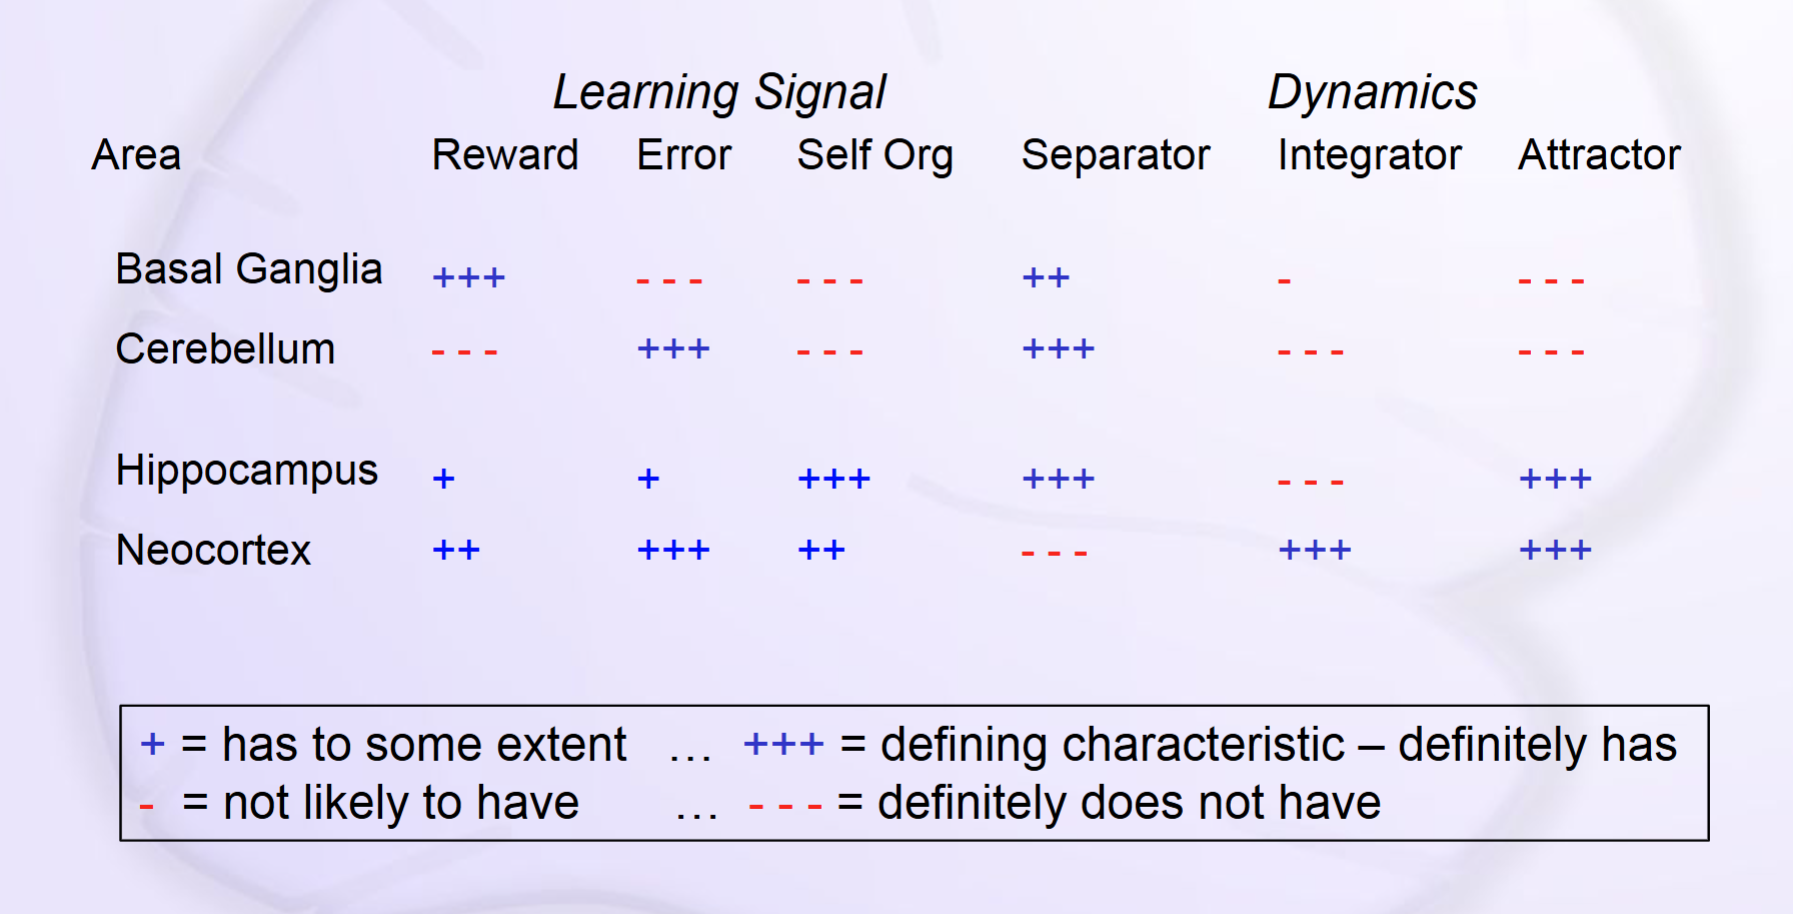 Learning Signal Dynamics
Area Reward Error Self Org Separator Integrator Attractor
Basal Ganglia +++ - - - - - - ++ - - - -
Cerebellum - - - +++ - - - +++ - - - - - -
Hippocampus + + +++ +++ - - - +++
Neocortex ++ +++ ++ - - - +++ +++
+ = has to some extent ... +++ = defining characteristic – definitely has
- = not likely to have ... - - - = definitely does not have